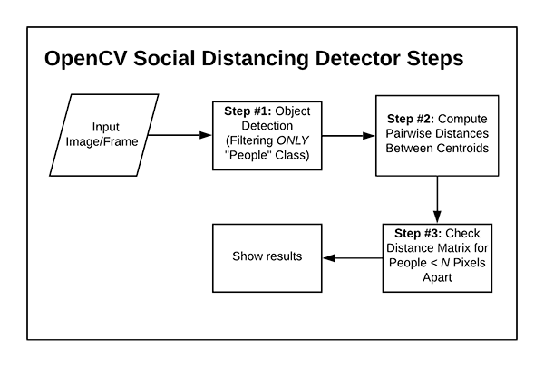 OpenCV Social Distancing Detector Steps
Input
Image/Frame
Step #1: Object
Detection
(Filtering ONLY
"People" Class)
Step #2: Compute
Pairwise Distances
Between Centroids
Step #3: Check
Distance Matrix for
People < N Pixels
Apart
Show results